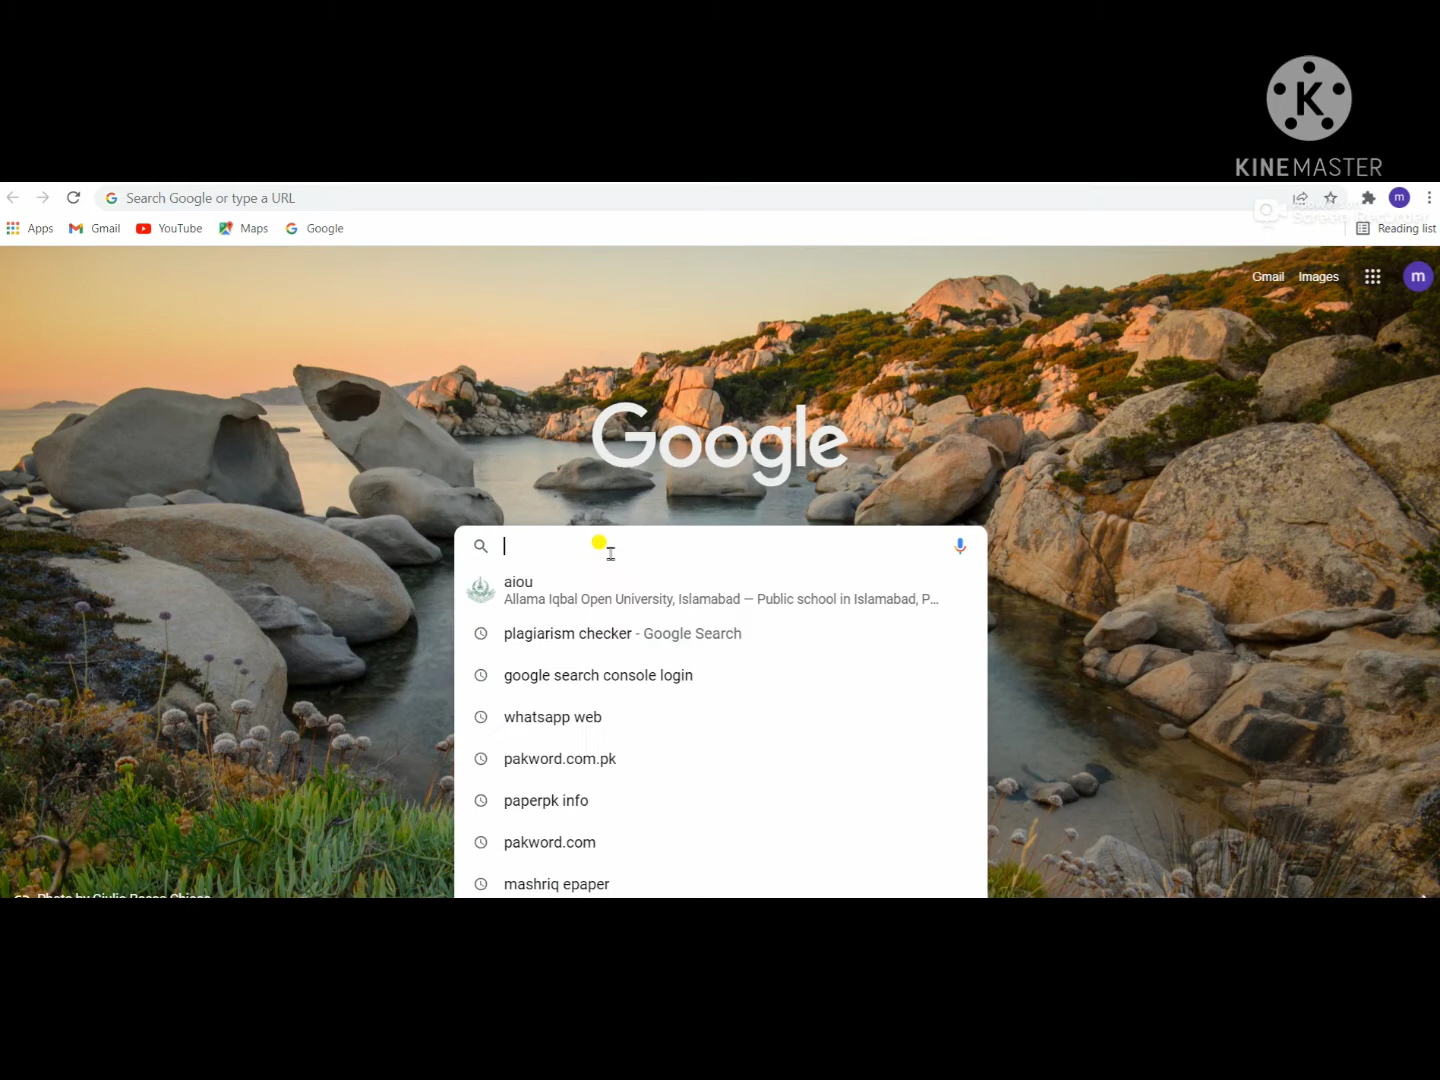 K
KINEMASTER
Search Google or type a URL
Apps
Gmail
YouTube
Maps
Google
Screen Recorder
Reading list
m
Gmail
Images
m
Google
aiou
Allama Iqbal Open University, Islamabad — Public school in Islamabad, P...
plagiarism checker - Google Search
google search console login
whatsapp web
pakword.com.pk
paperpk info
pakword.com
mashriq epaper